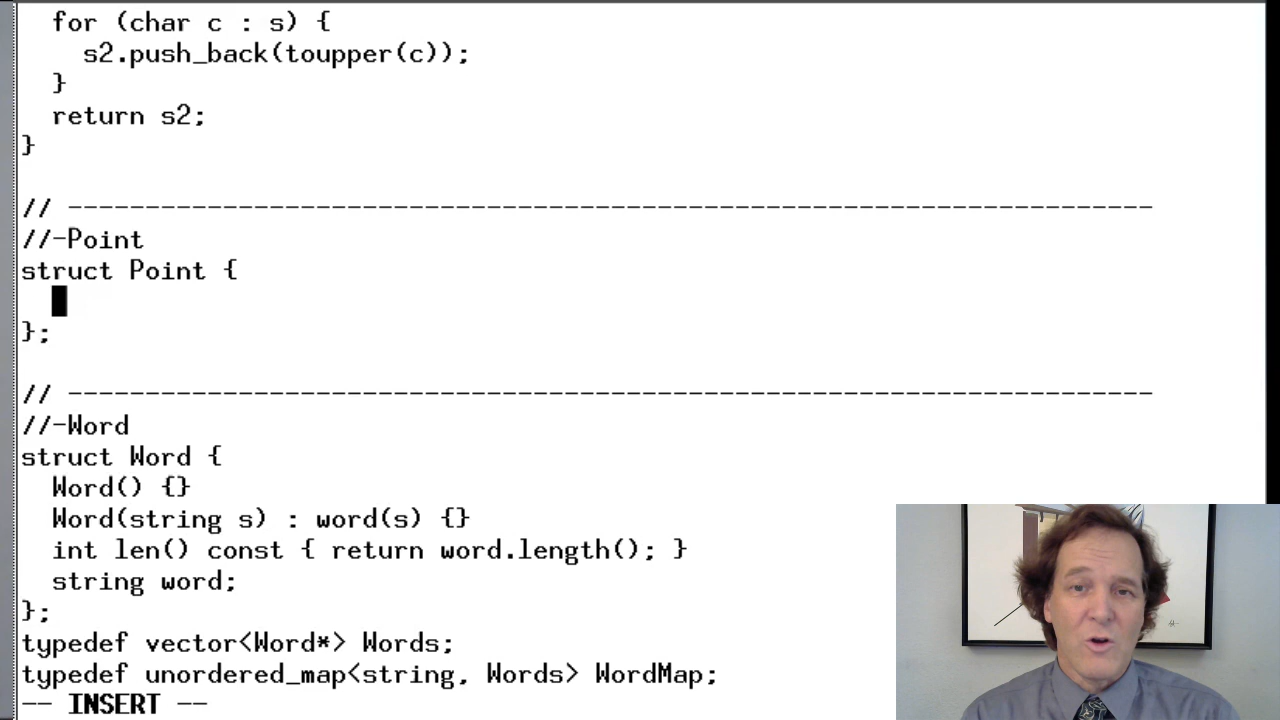 for (char c : s) {
s2.push_back(toupper(c));
}
return s2;
}
// -----------------------------------------------------------------------
//-Point
struct Point {
};
// -----------------------------------------------------------------------
//-Word
struct Word {
Word() {}
Word(string s) : word(s) {}
int len() const { return word.length(); }
string word;
};
typedef vector<Word*> Words;
typedef unordered_map<string, Words> WordMap;
-- INSERT --